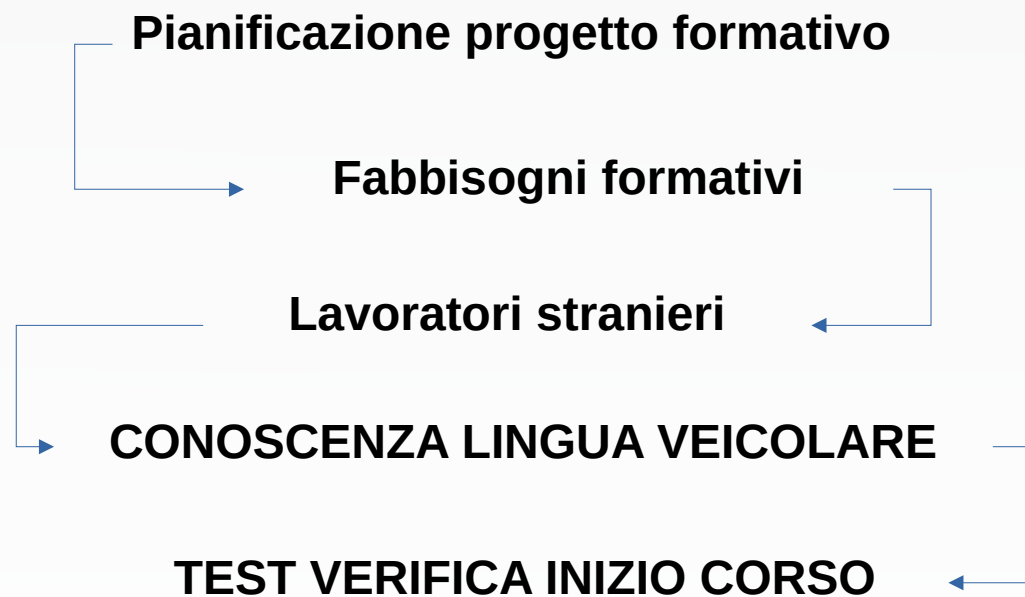 Pianificazione progetto formativo
Fabbisogni formativi
Lavoratori stranieri
CONOSCENZA LINGUA VEICOLARE
TEST VERIFICA INIZIO CORSO